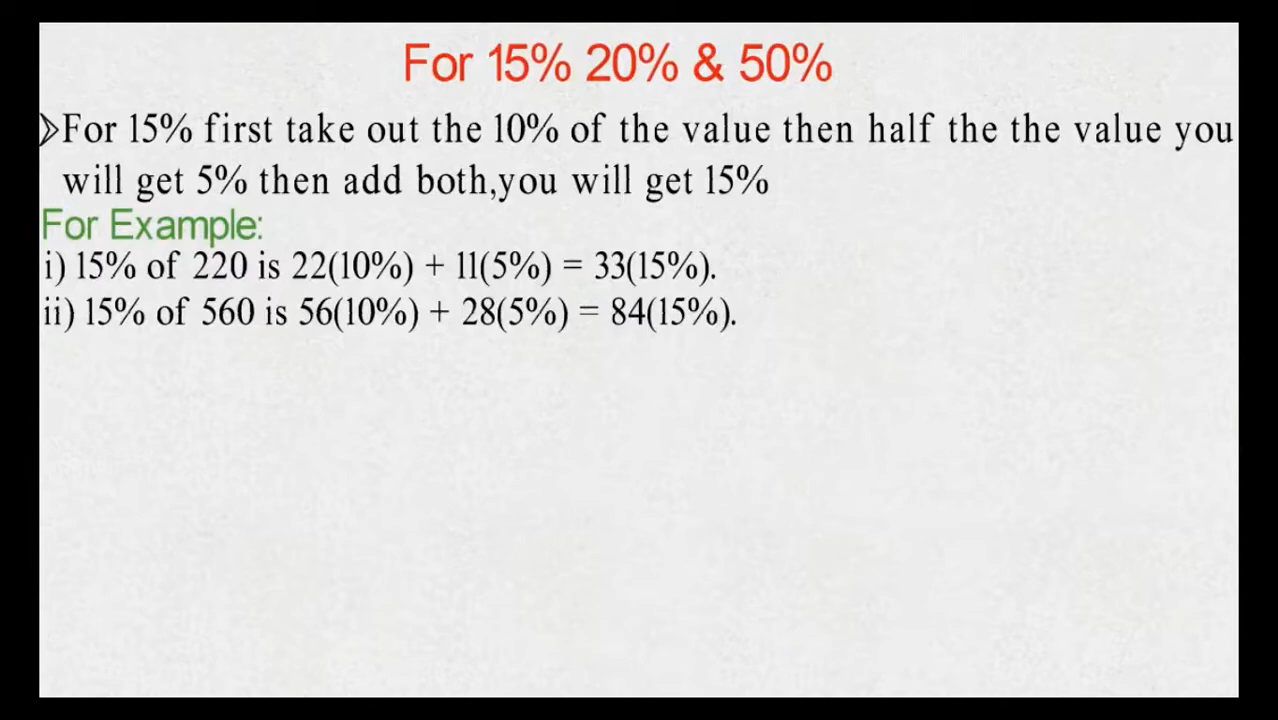 For 15% 20% & 50%
For 15% first take out the 10% of the value then half the the value you
will get 5% then add both,you will get 15%
For Example:
i) 15% of 220 is 22(10%) + 11(5%) = 33(15%).
ii) 15% of 560 is 56(10%) + 28(5%) = 84(15%).